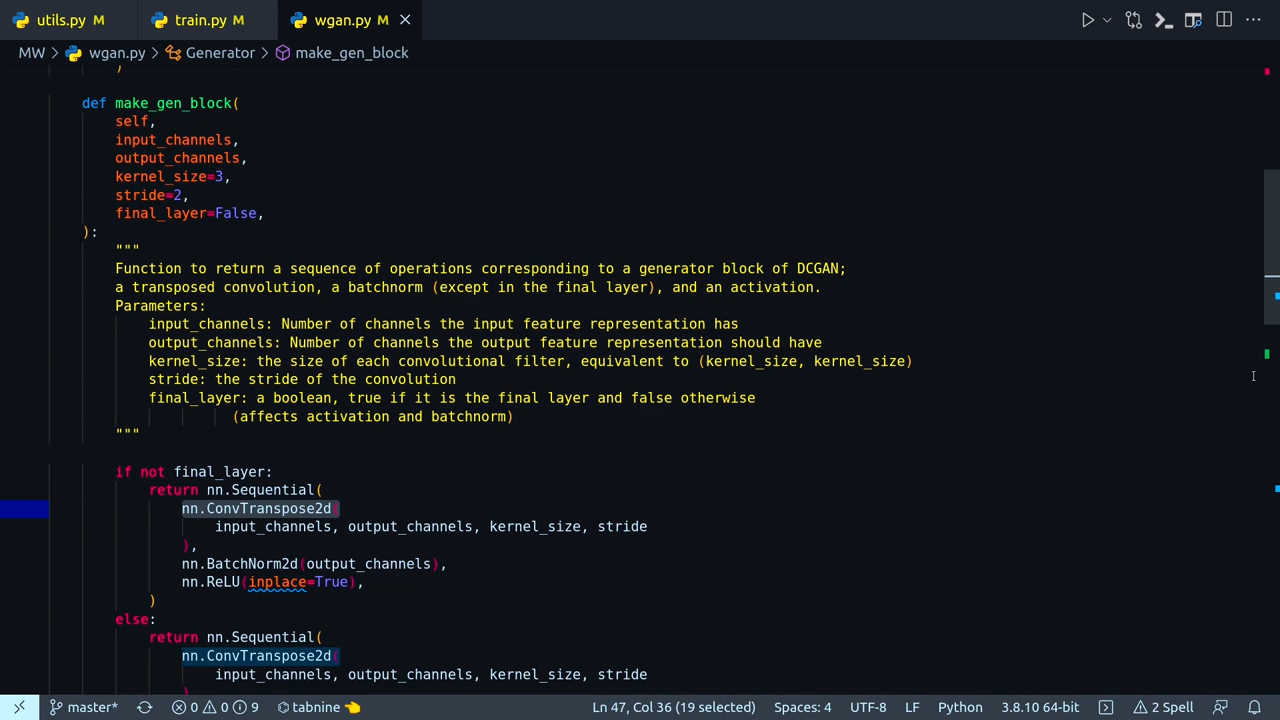 utils.py M train.py M wgan.py M
MW > wgan.py > Generator > make_gen_block
)
def make_gen_block(
self,
input_channels,
output_channels,
kernel_size=3,
stride=2,
final_layer=False,
):
"""
Function to return a sequence of operations corresponding to a generator block of DCGAN;
a transposed convolution, a batchnorm (except in the final layer), and an activation.
Parameters:
input_channels: Number of channels the input feature representation has
output_channels: Number of channels the output feature representation should have
kernel_size: the size of each convolutional filter, equivalent to (kernel_size, kernel_size)
stride: the stride of the convolution
final_layer: a boolean, true if it is the final layer and false otherwise
(affects activation and batchnorm)
"""
if not final_layer:
return nn.Sequential(
nn.ConvTranspose2d(
input_channels, output_channels, kernel_size, stride
),
nn.BatchNorm2d(output_channels),
nn.ReLU(inplace=True),
)
else:
return nn.Sequential(
nn.ConvTranspose2d(
input_channels, output_channels, kernel_size, stride
)
master* 0 0 9 tabnine Ln 47, Col 36 (19 selected) Spaces: 4 UTF-8 LF Python 3.8.10 64-bit 2 Spell